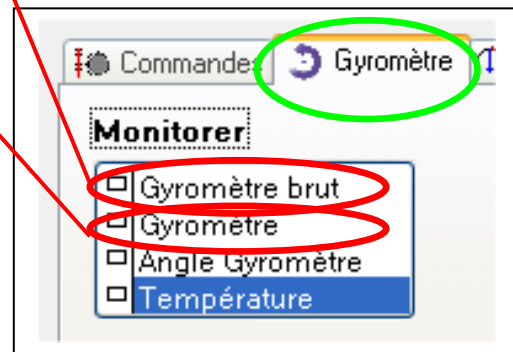 Commandes Gyromètre
Monitorer
Gyromètre brut
Gyromètre
Angle Gyromètre
Température